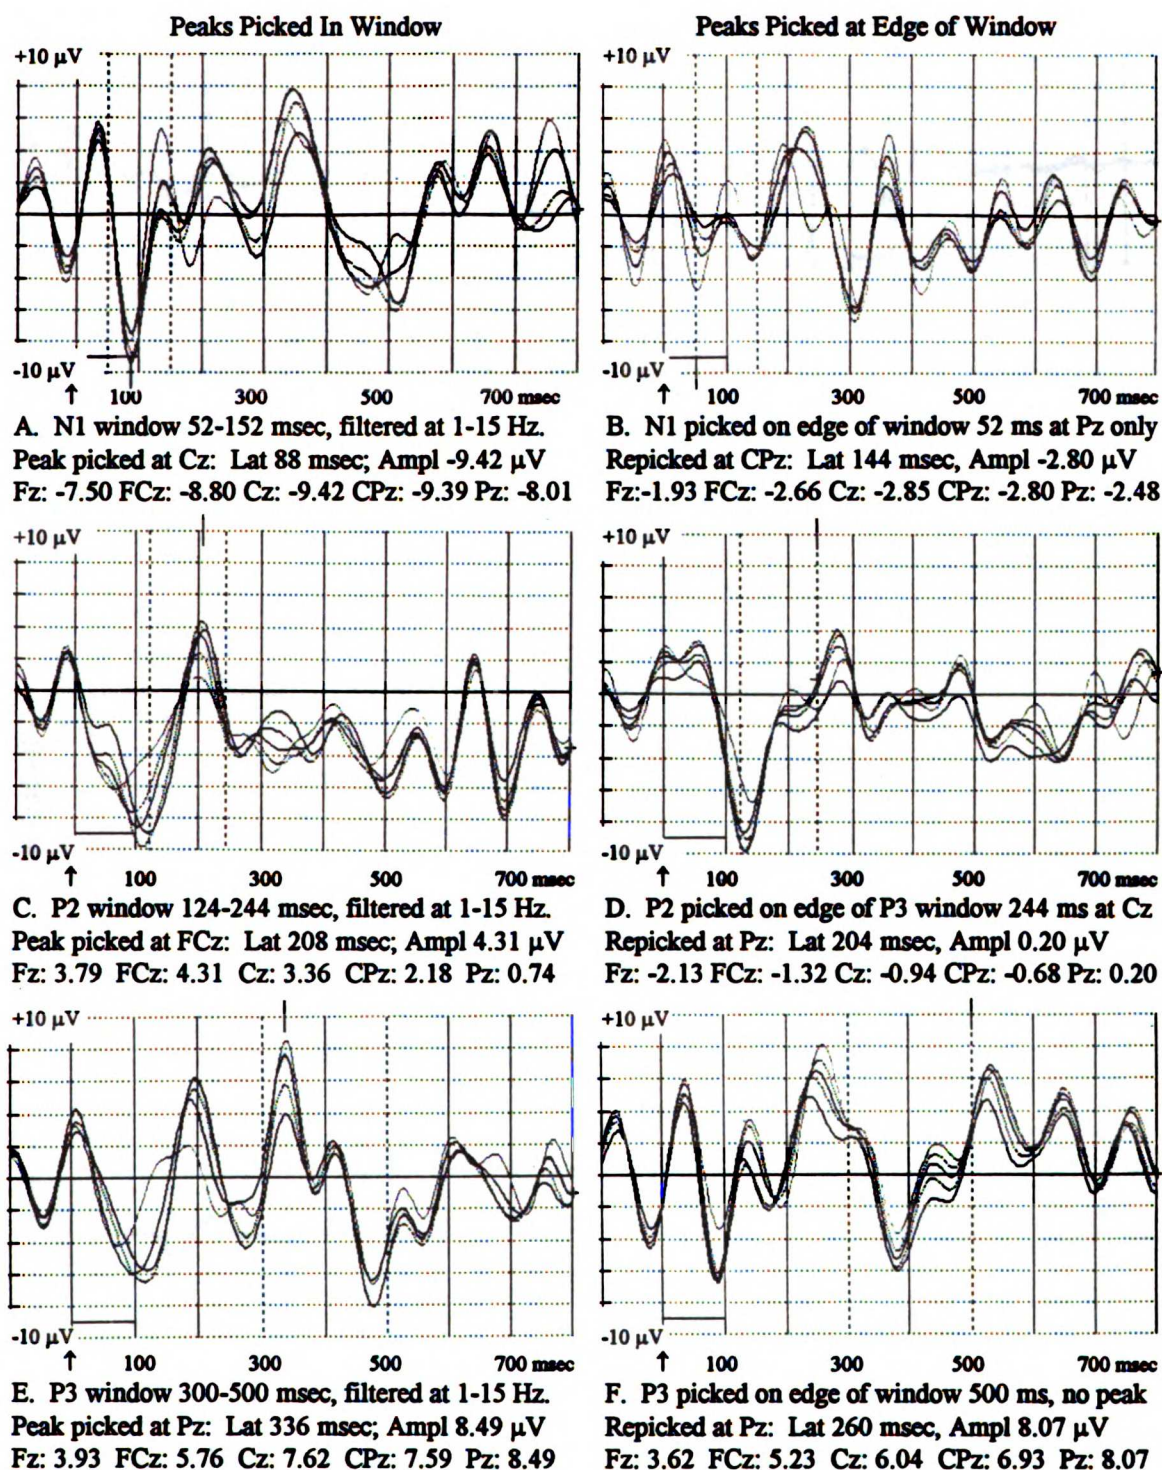 Peaks Picked In Window
+10 µV
-10 µV
↑ 100 300 500 700 msec
A. N1 window 52-152 msec, filtered at 1-15 Hz.
Peak picked at Cz: Lat 88 msec; Ampl -9.42 µV
Fz: -7.50 FCz: -8.80 Cz: -9.42 CPz: -9.39 Pz: -8.01
Peaks Picked at Edge of Window
+10 µV
-10 µV
↑ 100 300 500 700 msec
B. N1 picked on edge of window 52 ms at Pz only
Repicked at CPz: Lat 144 msec, Ampl -2.80 µV
Fz:-1.93 FCz: -2.66 Cz: -2.85 CPz: -2.80 Pz: -2.48
+10 µV
-10 µV
↑ 100 300 500 700 msec
C. P2 window 124-244 msec, filtered at 1-15 Hz.
Peak picked at FCz: Lat 208 msec; Ampl 4.31 µV
Fz: 3.79 FCz: 4.31 Cz: 3.36 CPz: 2.18 Pz: 0.74
+10 µV
-10 µV
↑ 100 300 500 700 msec
D. P2 picked on edge of P3 window 244 ms at Cz
Repicked at Pz: Lat 204 msec, Ampl 0.20 µV
Fz: -2.13 FCz: -1.32 Cz: -0.94 CPz: -0.68 Pz: 0.20
+10 µV
-10 µV
↑ 100 300 500 700 msec
E. P3 window 300-500 msec, filtered at 1-15 Hz.
Peak picked at Pz: Lat 336 msec; Ampl 8.49 µV
Fz: 3.93 FCz: 5.76 Cz: 7.62 CPz: 7.59 Pz: 8.49
+10 µV
-10 µV
↑ 100 300 500 700 msec
F. P3 picked on edge of window 500 ms, no peak
Repicked at Pz: Lat 260 msec, Ampl 8.07 µV
Fz: 3.62 FCz: 5.23 Cz: 6.04 CPz: 6.93 Pz: 8.07